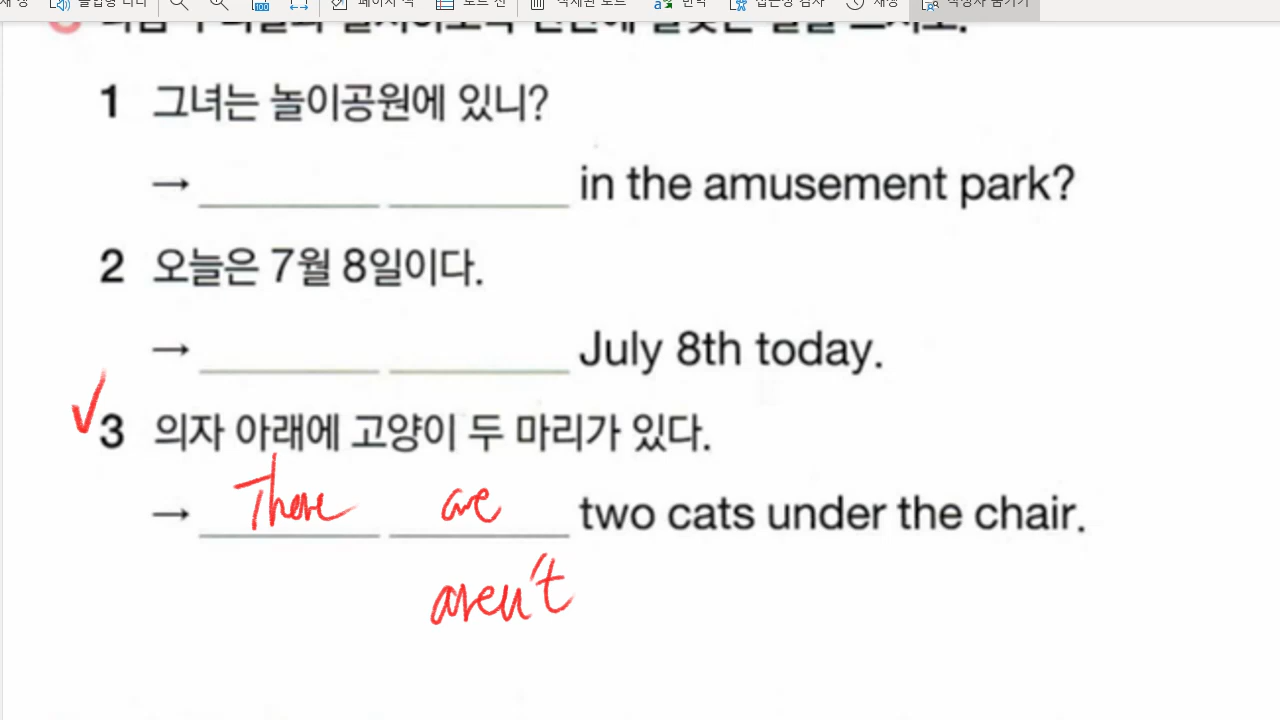 1 그녀는 놀이공원에 있니?
→ in the amusement park?
2 오늘은 7월 8일이다.
→ July 8th today.
3 의자 아래에 고양이 두 마리가 있다.
→ There are two cats under the chair.
aren't